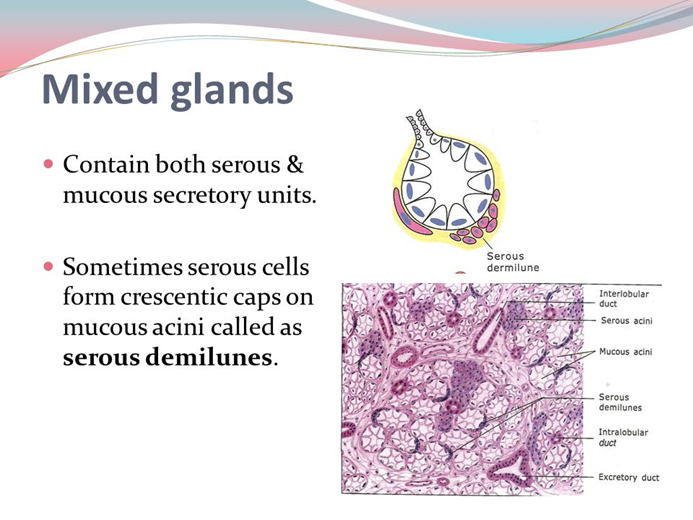 Mixed glands
• Contain both serous &
mucous secretory units.
• Sometimes serous cells
form crescentic caps on
mucous acini called as
serous demilunes.
Serous
dermilune
Interlobular
duct
Serous acini
Mucous acini
Serous
demilunes
Intralobular
duct
Excretory duct